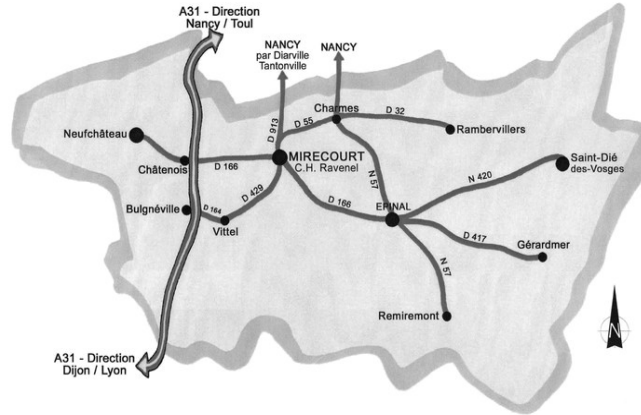 A31 - Direction
Nancy / Toul
NANCY
par Diarville
Tantonville
NANCY
Charmes
D 32
D 55
D 913
Rambervillers
Neufchâteau
Châtenois
D 166
MIRECOURT
C.H. Ravenel
N 57
N 420
Saint-Dié
des-Vosges
D 429
Bulgnéville
D 164
Vittel
D 166
EPINAL
D 417
Gérardmer
N 57
Remiremont
N
A31 - Direction
Dijon / Lyon